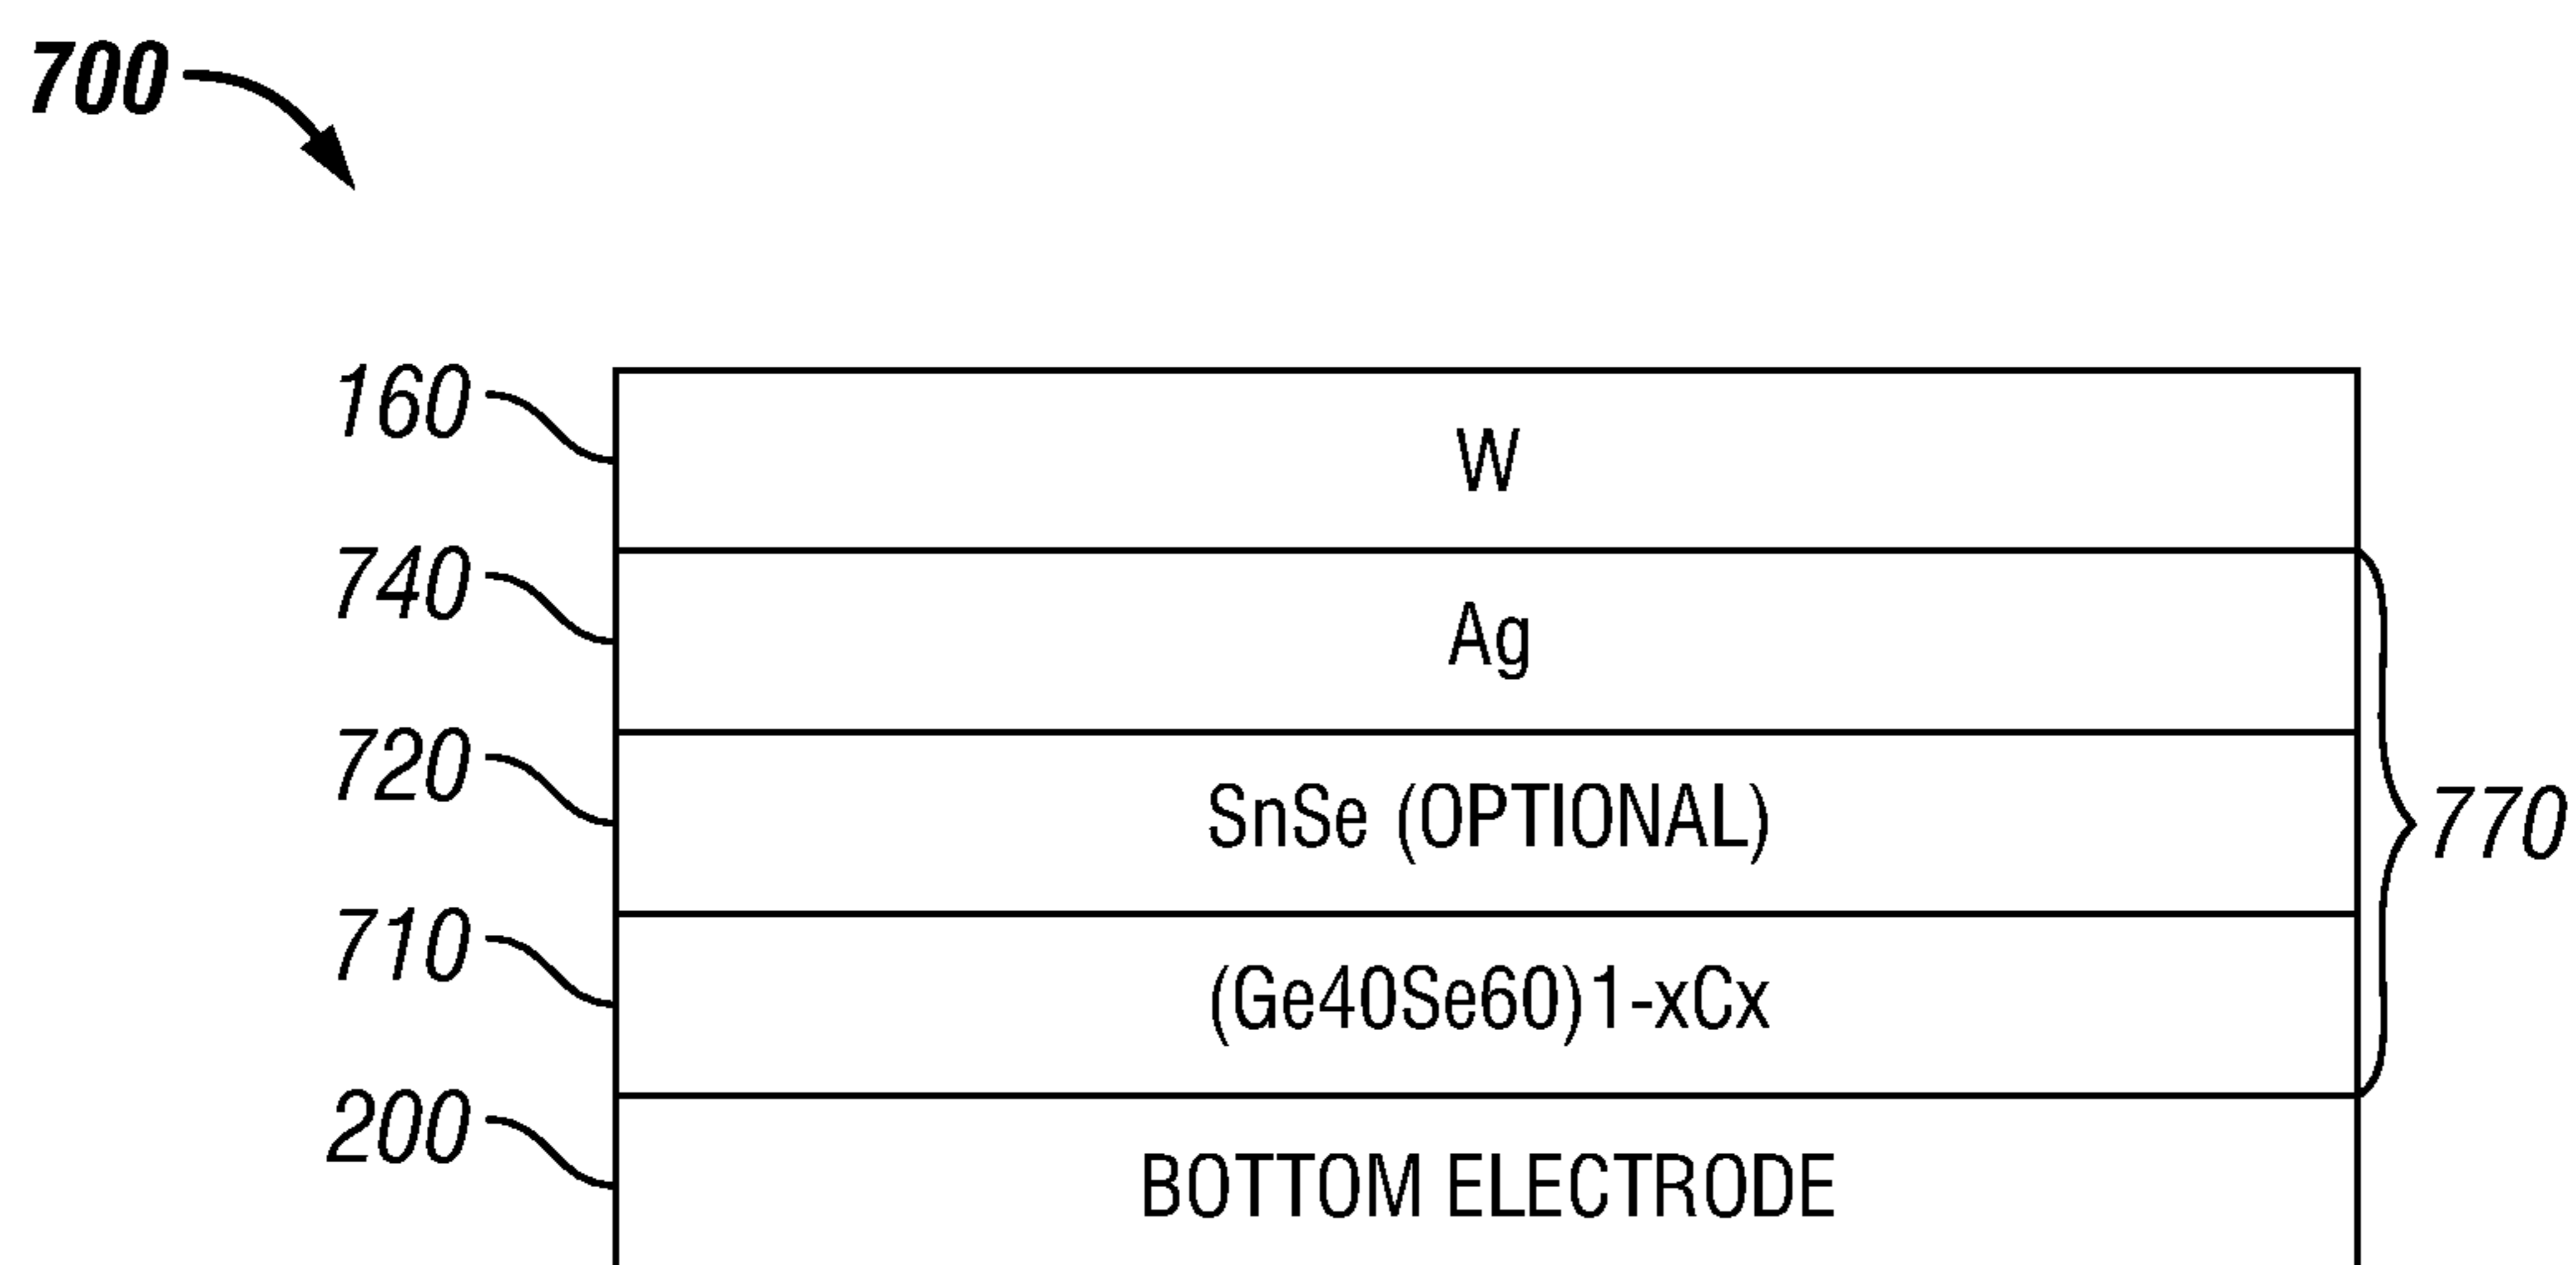 700
160 W
740 Ag
720 SnSe (OPTIONAL)
770
710 (Ge40Se60)1-xCx
200 BOTTOM ELECTRODE